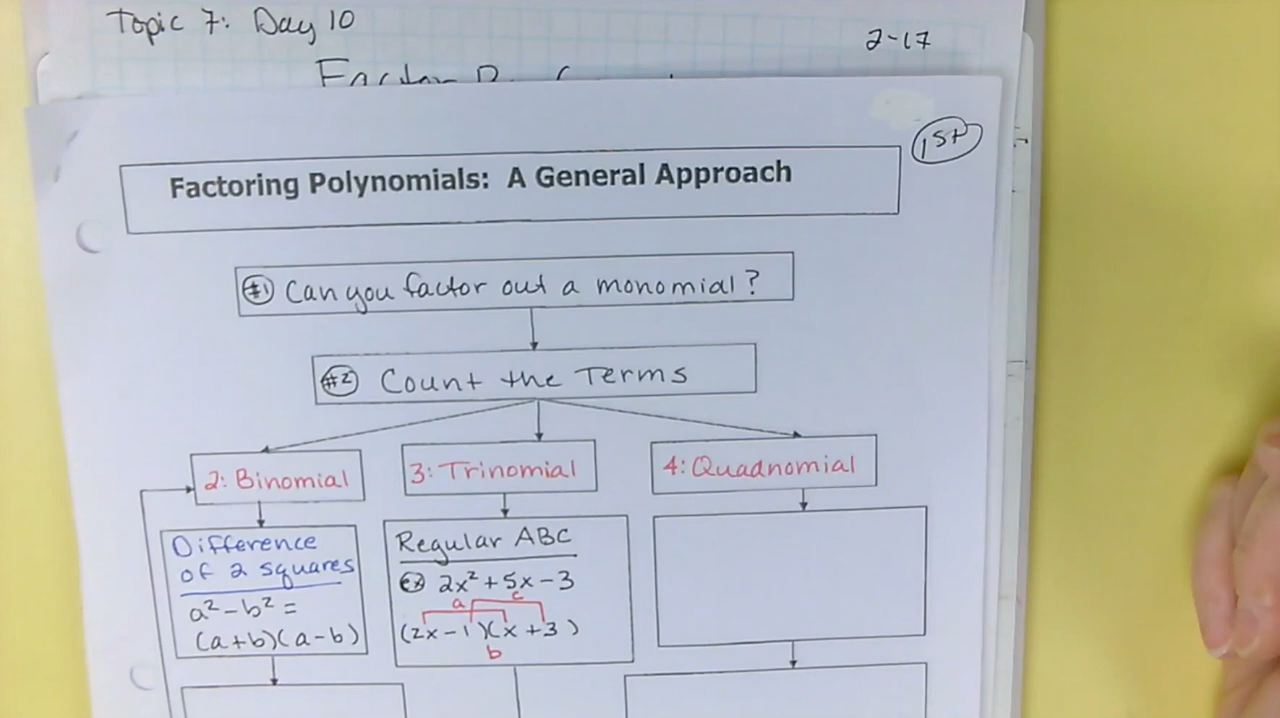 Topic 7: Day 10
2-17
Factor
1st
Factoring Polynomials: A General Approach
#1 Can you factor out a monomial?
#2 Count the Terms
2: Binomial
3: Trinomial
4: Quadnomial
Difference
of 2 squares
a² - b² =
(a+b)(a-b)
Regular ABC
Ex 2x² + 5x - 3
a c
(2x - 1)(x + 3)
b